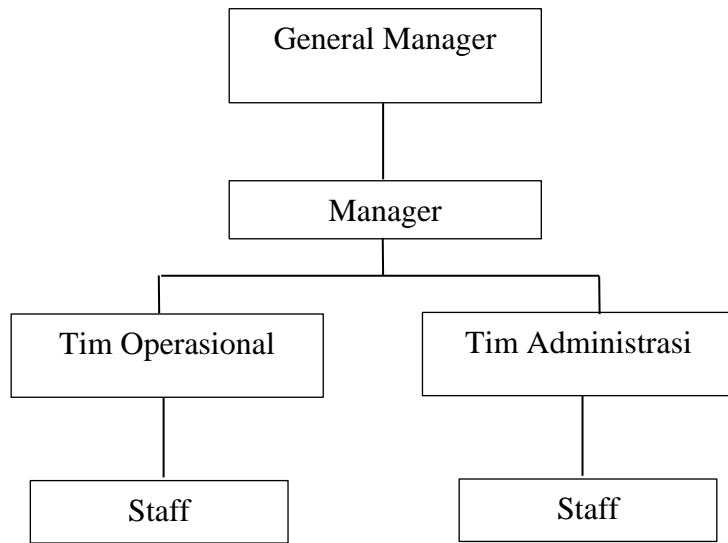 General Manager
Manager
Tim Operasional
Tim Administrasi
Staff
Staff